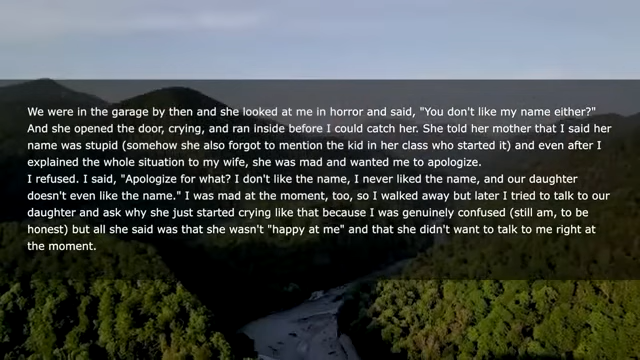 We were in the garage by then and she looked at me in horror and said, "You don't like my name either?"
And she opened the door, crying, and ran inside before I could catch her. She told her mother that I said her
name was stupid (somehow she also forgot to mention the kid in her class who started it) and even after I
explained the whole situation to my wife, she was mad and wanted me to apologize.
I refused. I said, "Apologize for what? I don't like the name, I never liked the name, and our daughter
doesn't even like the name." I was mad at the moment, too, so I walked away but later I tried to talk to our
daughter and ask why she just started crying like that because I was genuinely confused (still am, to be
honest) but all she said was that she wasn't "happy at me" and that she didn't want to talk to me right at
the moment.